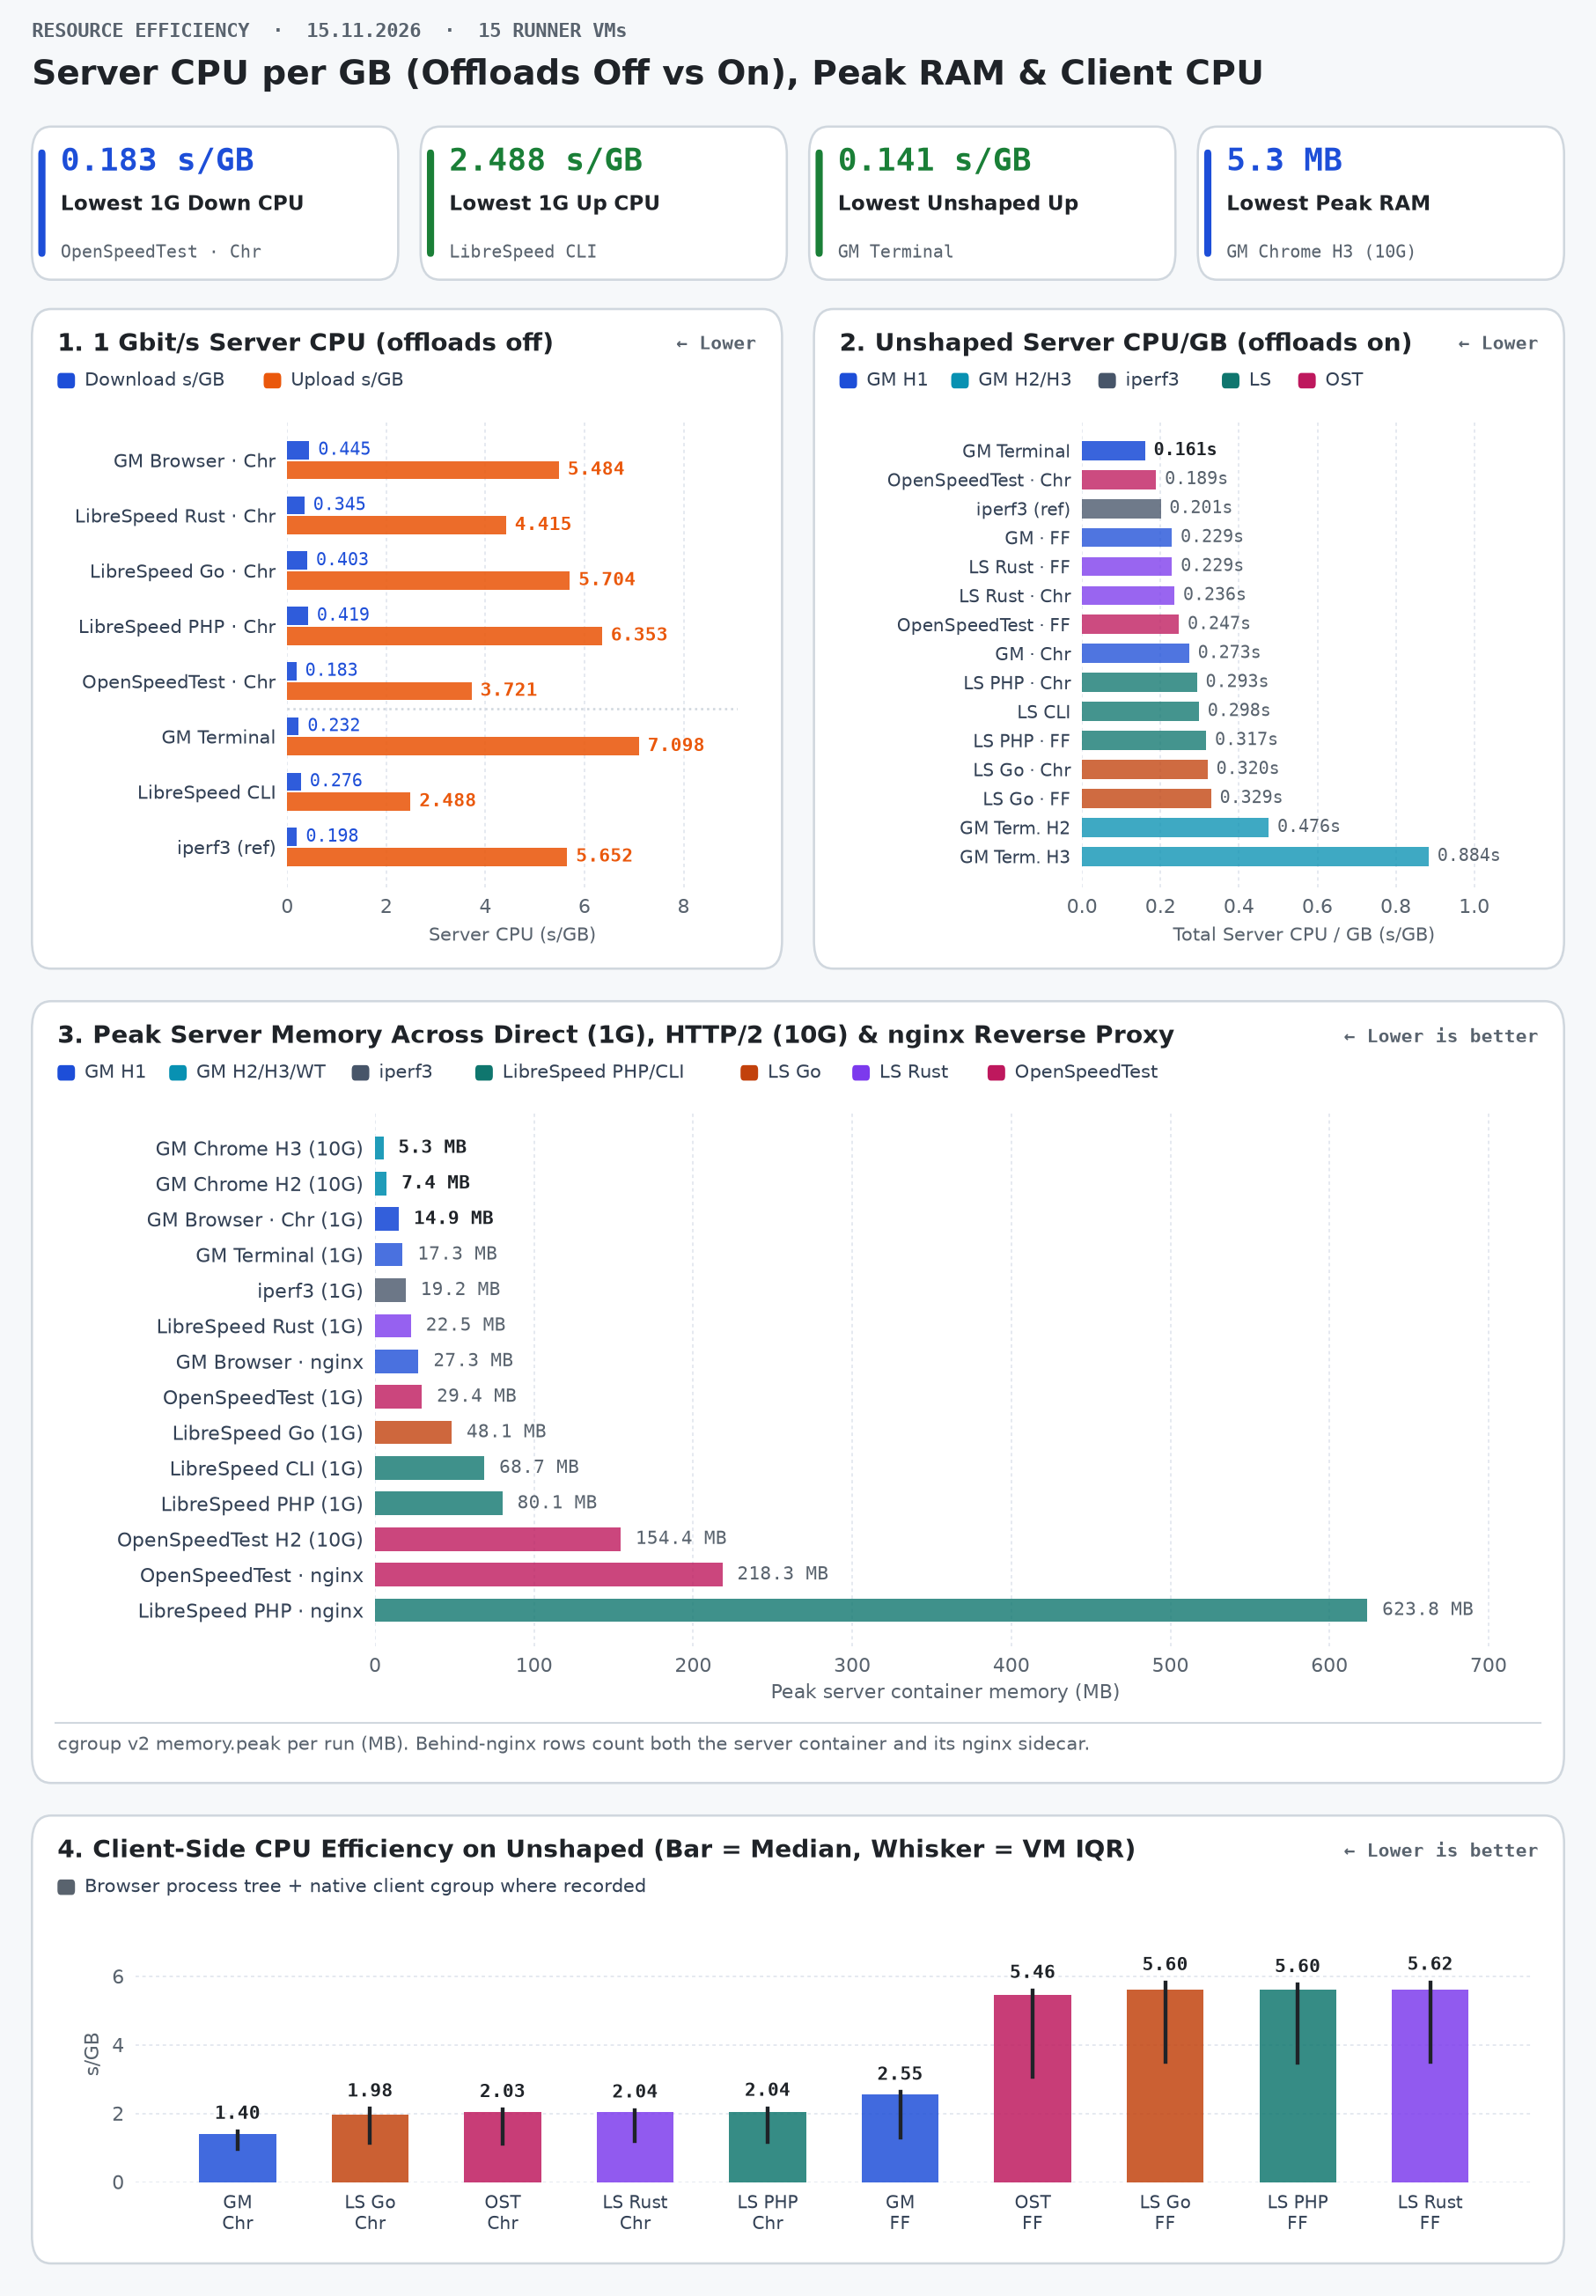 RESOURCE EFFICIENCY · 15.11.2026 · 15 RUNNER VMs
Server CPU per GB (Offloads Off vs On), Peak RAM & Client CPU
0.183 s/GB
Lowest 1G Down CPU
OpenSpeedTest · Chr
2.488 s/GB
Lowest 1G Up CPU
LibreSpeed CLI
0.141 s/GB
Lowest Unshaped Up
GM Terminal
5.3 MB
Lowest Peak RAM
GM Chrome H3 (10G)
1. 1 Gbit/s Server CPU (offloads off)
← Lower
Download s/GB
Upload s/GB
GM Browser · Chr
0.445
5.484
LibreSpeed Rust · Chr
0.345
4.415
LibreSpeed Go · Chr
0.403
5.704
LibreSpeed PHP · Chr
0.419
6.353
OpenSpeedTest · Chr
0.183
3.721
GM Terminal
0.232
7.098
LibreSpeed CLI
0.276
2.488
iperf3 (ref)
0.198
5.652
0 2 4 6 8
Server CPU (s/GB)
2. Unshaped Server CPU/GB (offloads on)
← Lower
GM H1 GM H2/H3 iperf3 LS OST
GM Terminal 0.161s
OpenSpeedTest · Chr 0.189s
iperf3 (ref) 0.201s
GM · FF 0.229s
LS Rust · FF 0.229s
LS Rust · Chr 0.236s
OpenSpeedTest · FF 0.247s
GM · Chr 0.273s
LS PHP · Chr 0.293s
LS CLI 0.298s
LS PHP · FF 0.317s
LS Go · Chr 0.320s
LS Go · FF 0.329s
GM Term. H2 0.476s
GM Term. H3 0.884s
0.0 0.2 0.4 0.6 0.8 1.0
Total Server CPU / GB (s/GB)
3. Peak Server Memory Across Direct (1G), HTTP/2 (10G) & nginx Reverse Proxy
← Lower is better
GM H1 GM H2/H3/WT iperf3 LibreSpeed PHP/CLI LS Go LS Rust OpenSpeedTest
GM Chrome H3 (10G) 5.3 MB
GM Chrome H2 (10G) 7.4 MB
GM Browser · Chr (1G) 14.9 MB
GM Terminal (1G) 17.3 MB
iperf3 (1G) 19.2 MB
LibreSpeed Rust (1G) 22.5 MB
GM Browser · nginx 27.3 MB
OpenSpeedTest (1G) 29.4 MB
LibreSpeed Go (1G) 48.1 MB
LibreSpeed CLI (1G) 68.7 MB
LibreSpeed PHP (1G) 80.1 MB
OpenSpeedTest H2 (10G) 154.4 MB
OpenSpeedTest · nginx 218.3 MB
LibreSpeed PHP · nginx 623.8 MB
0 100 200 300 400 500 600 700
Peak server container memory (MB)
cgroup v2 memory.peak per run (MB). Behind-nginx rows count both the server container and its nginx sidecar.
4. Client-Side CPU Efficiency on Unshaped (Bar = Median, Whisker = VM IQR)
← Lower is better
Browser process tree + native client cgroup where recorded
s/GB
6
4
2
0
1.40 1.98 2.03 2.04 2.04 2.55 5.46 5.60 5.60 5.62
GM LS Go OST LS Rust LS PHP GM OST LS Go LS PHP LS Rust
Chr Chr Chr Chr Chr FF FF FF FF FF